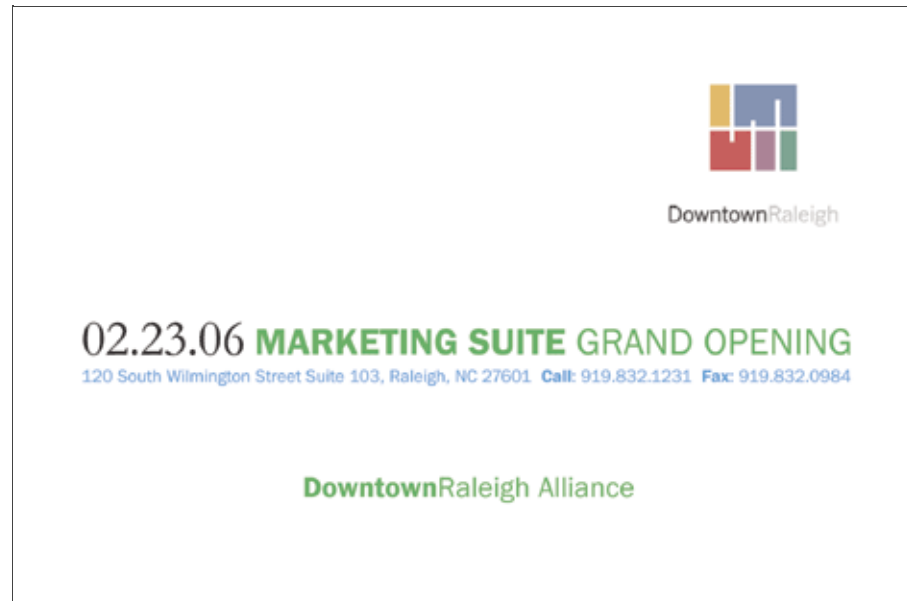 DowntownRaleigh
02.23.06 MARKETING SUITE GRAND OPENING
120 South Wilmington Street Suite 103, Raleigh, NC 27601 Call: 919.832.1231 Fax: 919.832.0984
DowntownRaleigh Alliance